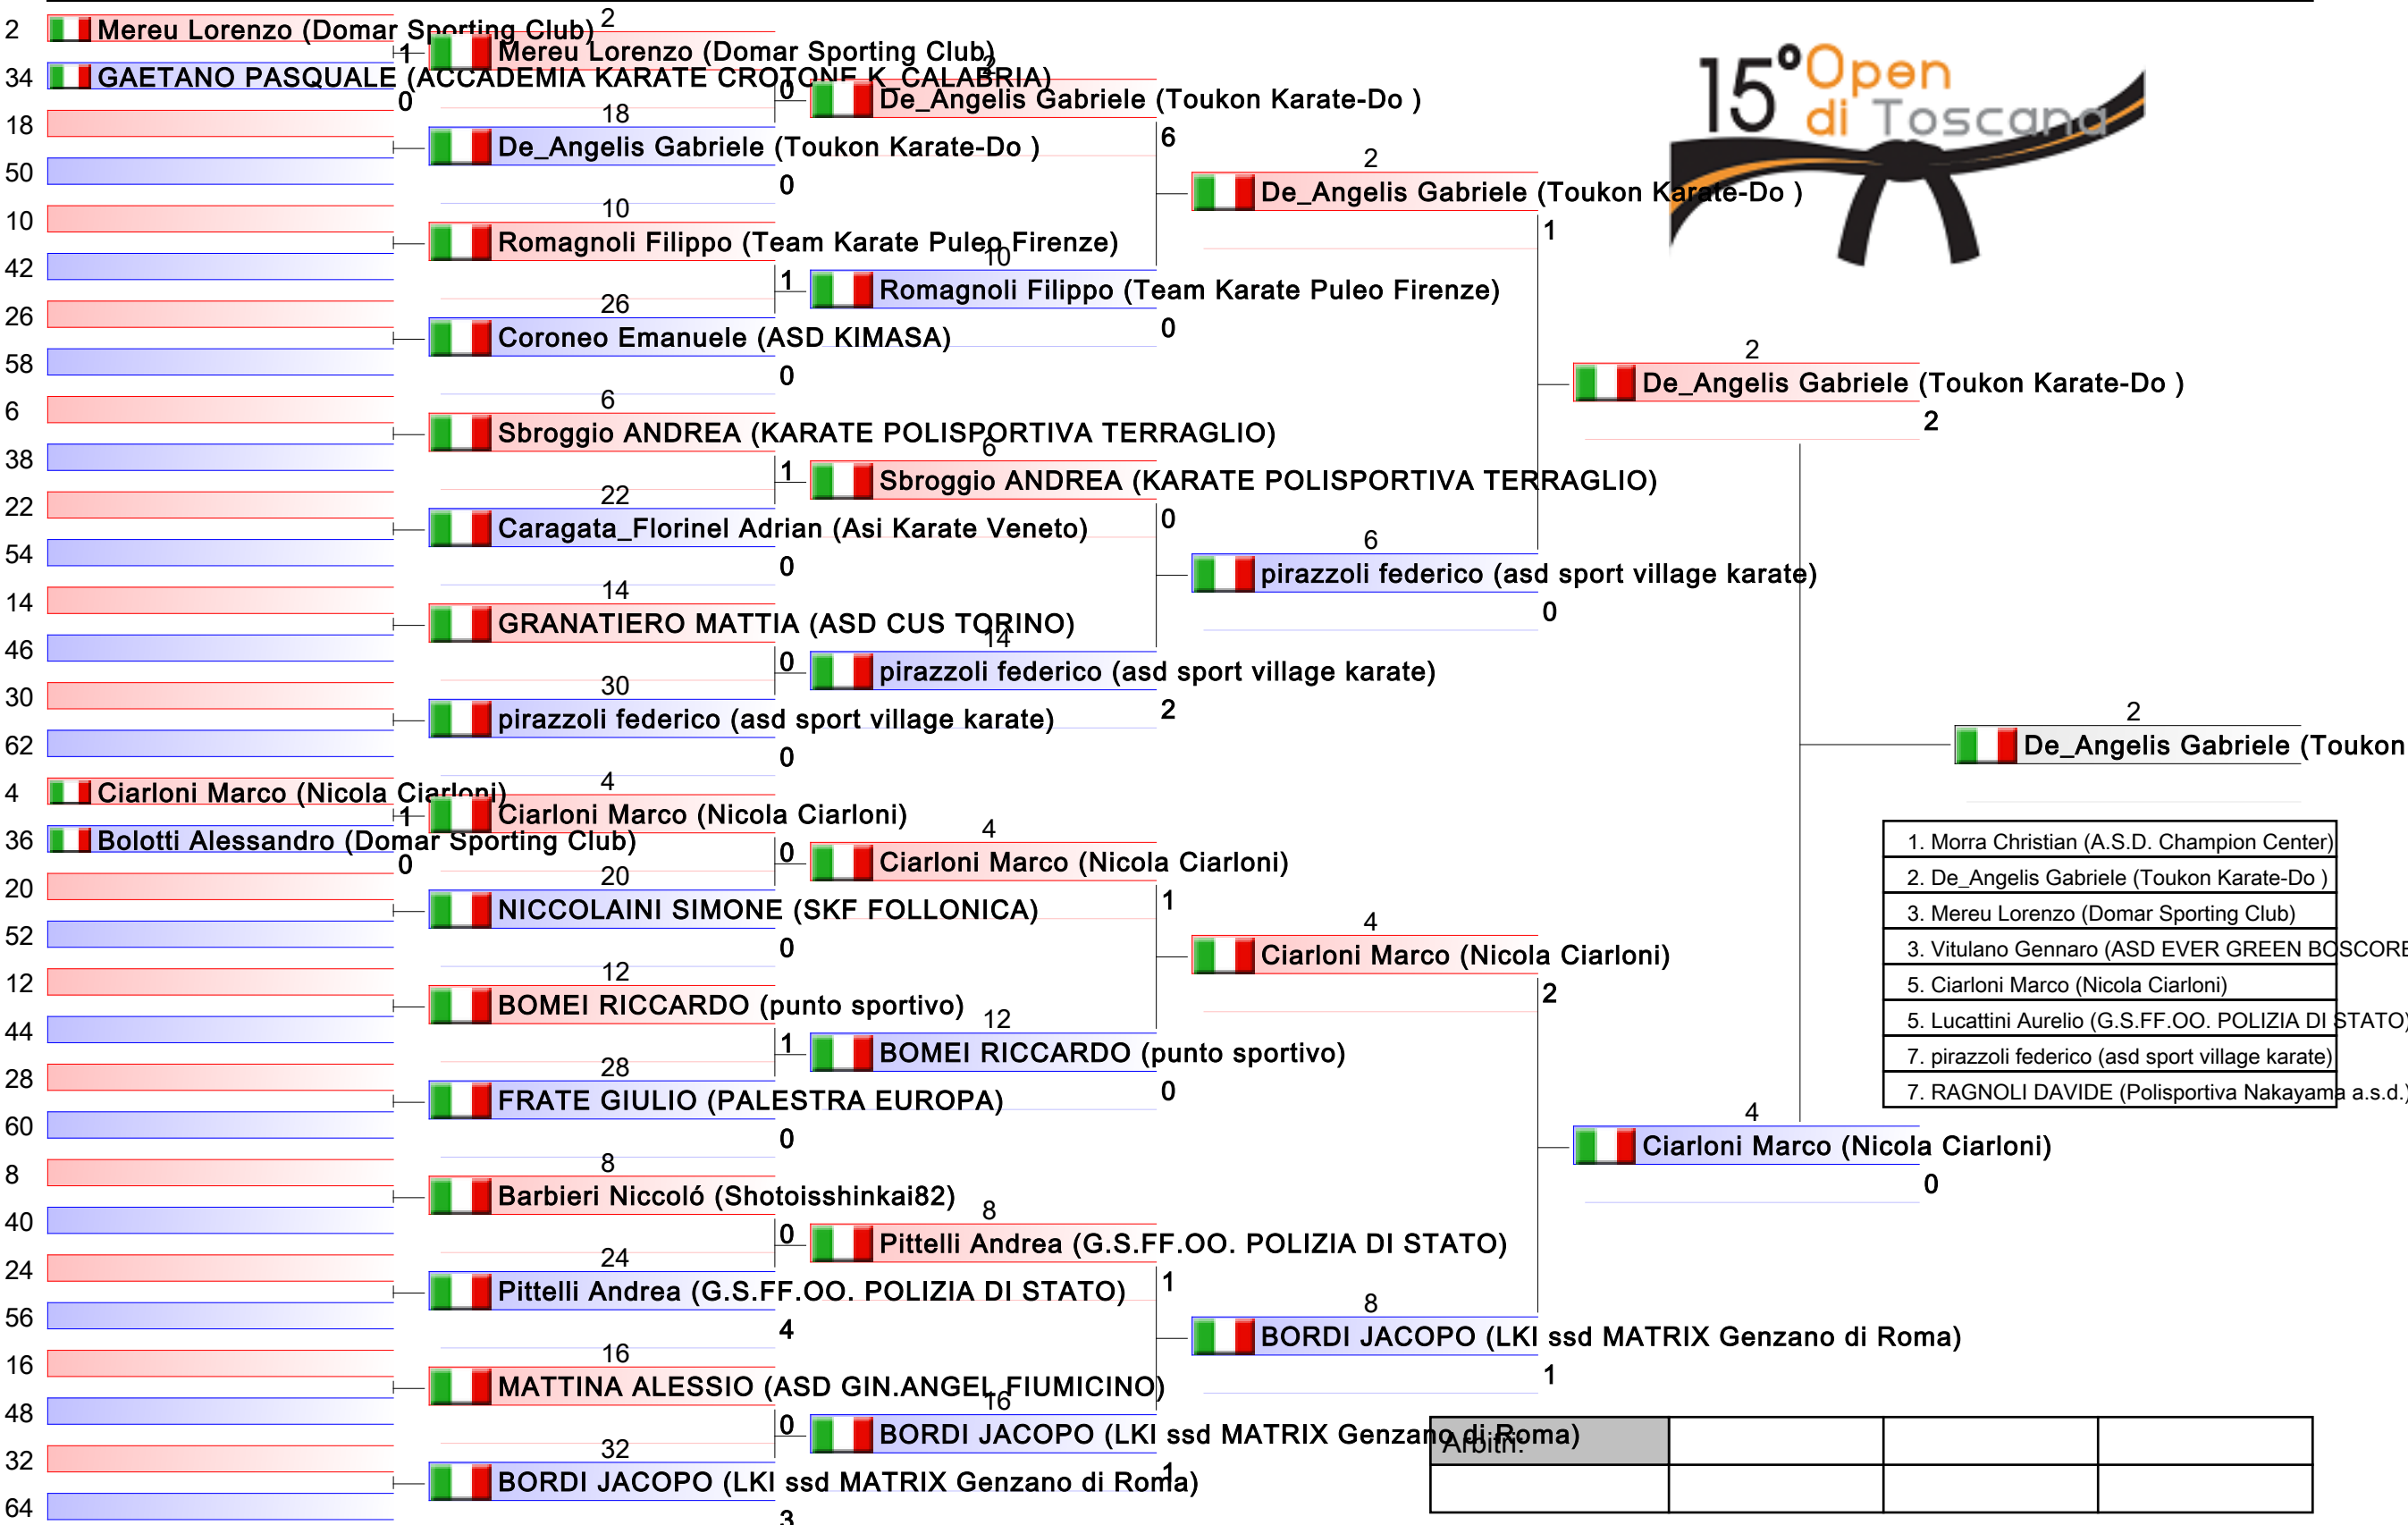 15° Open
di Toscana
2 Mereu Lorenzo (Domar Sporting Club)
1
34 GAETANO PASQUALE (ACCADEMIA KARATE CROTONE K. CALABRIA)
0
18
50
10
42
26
58
6
38
22
54
14
46
30
62
4 Ciarloni Marco (Nicola Ciarloni)
1
36 Bolotti Alessandro (Domar Sporting Club)
0
20
52
12
44
28
60
8
40
24
56
16
48
32
64
2
Mereu Lorenzo (Domar Sporting Club)
0
18
De_Angelis Gabriele (Toukon Karate-Do )
0
10
Romagnoli Filippo (Team Karate Puleo Firenze)
1
26
Coroneo Emanuele (ASD KIMASA)
0
6
Sbroggio ANDREA (KARATE POLISPORTIVA TERRAGLIO)
1
22
Caragata_Florinel Adrian (Asi Karate Veneto)
0
14
GRANATIERO MATTIA (ASD CUS TORINO)
0
30
pirazzoli federico (asd sport village karate)
0
4
Ciarloni Marco (Nicola Ciarloni)
0
20
NICCOLAINI SIMONE (SKF FOLLONICA)
0
12
BOMEI RICCARDO (punto sportivo)
1
28
FRATE GIULIO (PALESTRA EUROPA)
0
8
Barbieri Niccoló (Shotoisshinkai82)
0
24
Pittelli Andrea (G.S.FF.OO. POLIZIA DI STATO)
4
16
MATTINA ALESSIO (ASD GIN.ANGEL FIUMICINO)
0
32
BORDI JACOPO (LKI ssd MATRIX Genzano di Roma)
3
2
De_Angelis Gabriele (Toukon Karate-Do )
6
10
Romagnoli Filippo (Team Karate Puleo Firenze)
0
6
Sbroggio ANDREA (KARATE POLISPORTIVA TERRAGLIO)
0
14
pirazzoli federico (asd sport village karate)
2
4
Ciarloni Marco (Nicola Ciarloni)
1
12
BOMEI RICCARDO (punto sportivo)
0
8
Pittelli Andrea (G.S.FF.OO. POLIZIA DI STATO)
1
16
BORDI JACOPO (LKI ssd MATRIX Genzano di Roma)
1
2
De_Angelis Gabriele (Toukon Karate-Do )
1
6
pirazzoli federico (asd sport village karate)
0
4
Ciarloni Marco (Nicola Ciarloni)
2
8
BORDI JACOPO (LKI ssd MATRIX Genzano di Roma)
1
2
De_Angelis Gabriele (Toukon Karate-Do )
2
4
Ciarloni Marco (Nicola Ciarloni)
0
2
De_Angelis Gabriele (Toukon
1. Morra Christian (A.S.D. Champion Center)
2. De_Angelis Gabriele (Toukon Karate-Do )
3. Mereu Lorenzo (Domar Sporting Club)
3. Vitulano Gennaro (ASD EVER GREEN BOSCORE
5. Ciarloni Marco (Nicola Ciarloni)
5. Lucattini Aurelio (G.S.FF.OO. POLIZIA DI STATO)
7. pirazzoli federico (asd sport village karate)
7. RAGNOLI DAVIDE (Polisportiva Nakayama a.s.d.)
Arbitri: